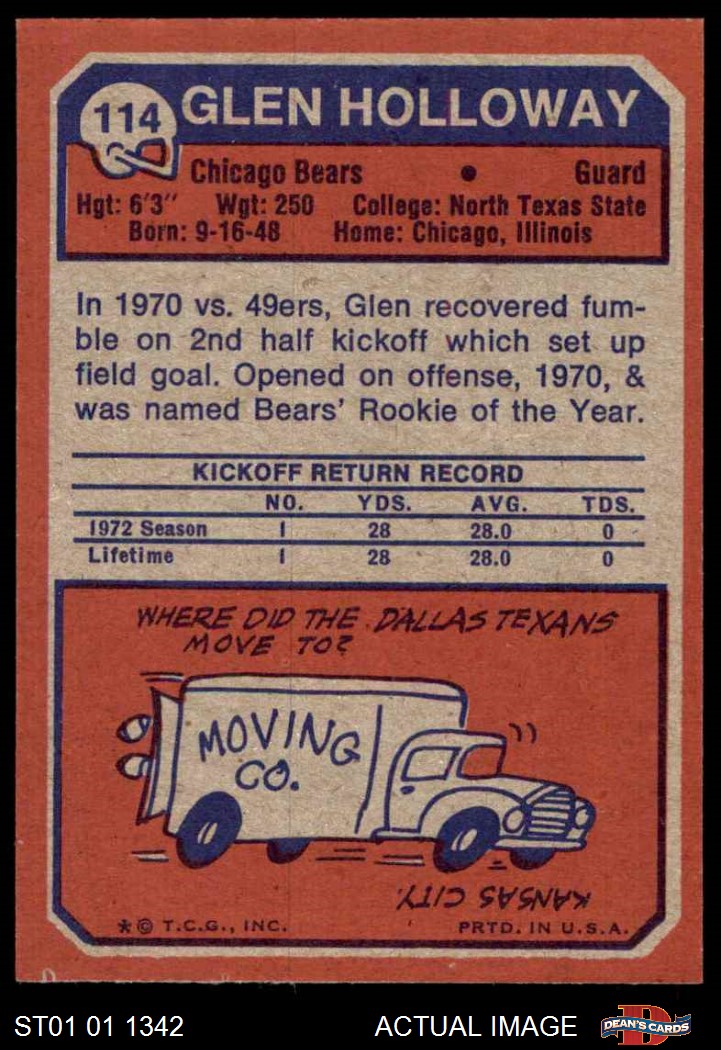 114 GLEN HOLLOWAY
Chicago Bears • Guard
Hgt: 6'3" Wgt: 250 College: North Texas State
Born: 9-16-48 Home: Chicago, Illinois
In 1970 vs. 49ers, Glen recovered fum-
ble on 2nd half kickoff which set up
field goal. Opened on offense, 1970, &
was named Bears' Rookie of the Year.
KICKOFF RETURN RECORD
NO. YDS. AVG. TDS.
1972 Season 1 28 28.0 0
Lifetime 1 28 28.0 0
WHERE DID THE DALLAS TEXANS
MOVE TO?
MOVING
CO.
KANSAS CITY.
*© T.C.G., INC. PRTD. IN U.S.A.
ST01 01 1342 ACTUAL IMAGE D DEAN'S CARDS